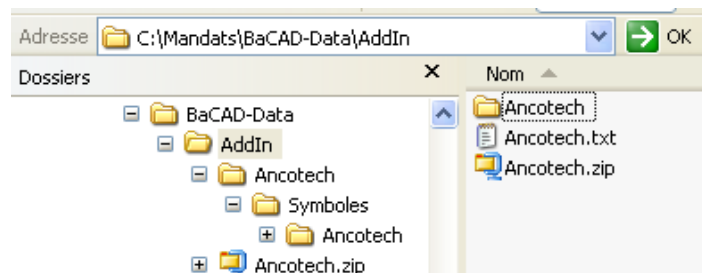 Adresse C:\Mandats\BaCAD-Data\AddIn OK
Dossiers × Nom
BaCAD-Data
AddIn
Ancotech
Symboles
Ancotech
Ancotech.zip
Ancotech
Ancotech.txt
Ancotech.zip